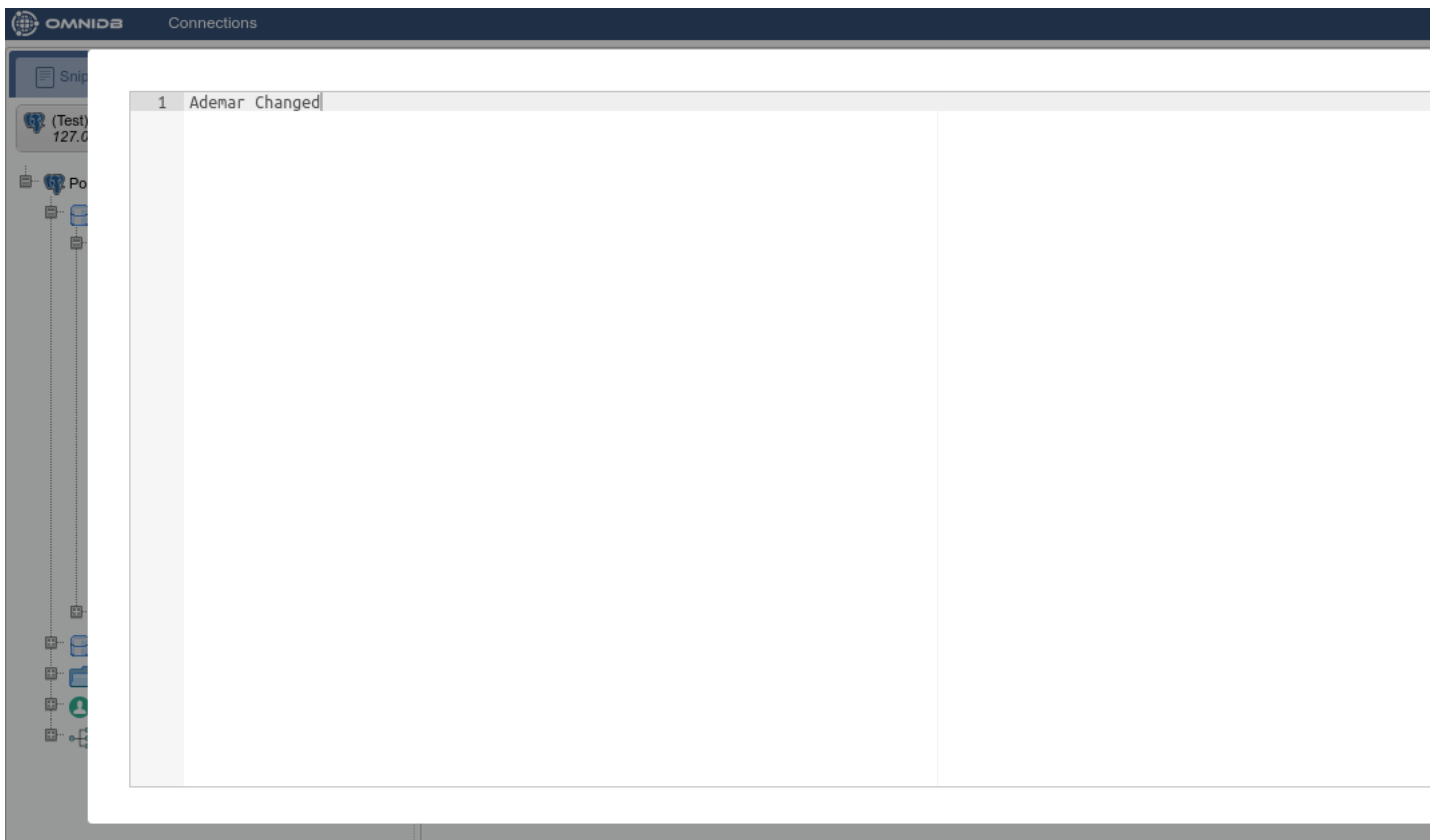 OMNIDB Connections
Snip
(Test)
127.0
Po
1 Ademar Changed